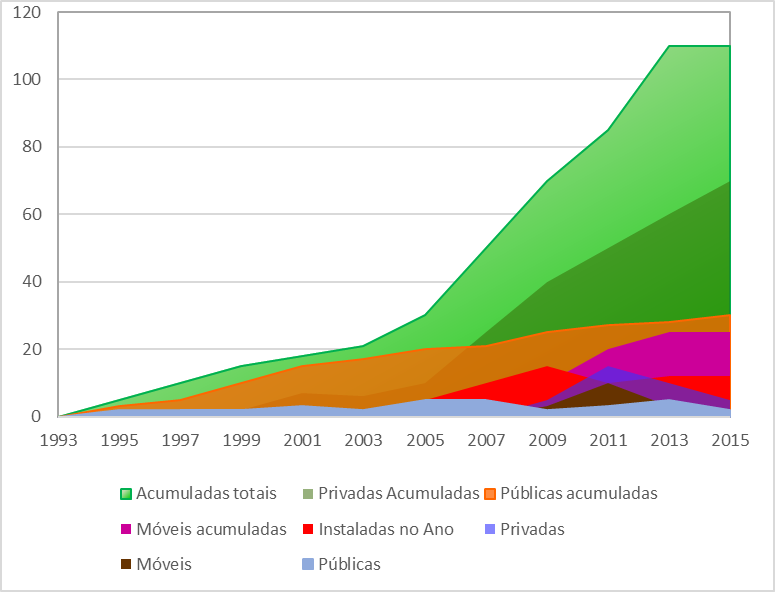 120
100
80
60
40
20
0
1993 1995 1997 1999 2001 2003 2005 2007 2009 2011 2013 2015
Acumuladas totais Privadas Acumuladas Públicas acumuladas
Móveis acumuladas Instaladas no Ano Privadas
Móveis Públicas